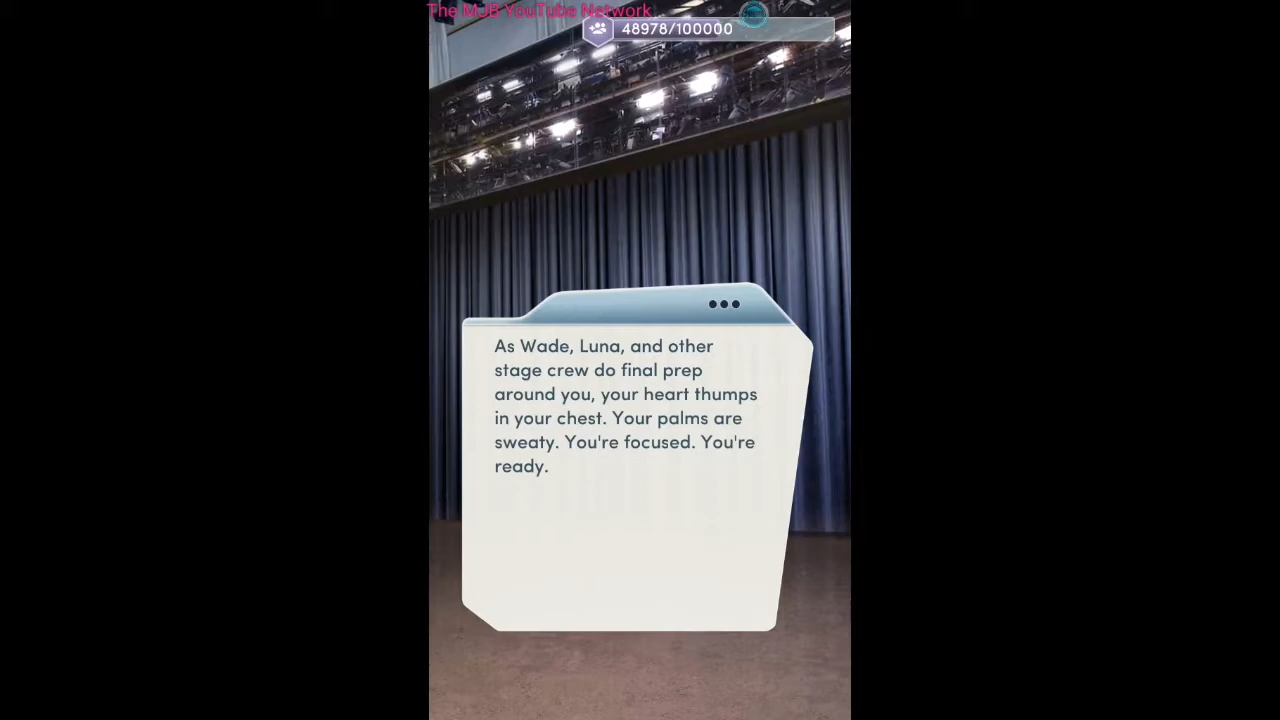 The MJB YouTube Network
48978/100000
As Wade, Luna, and other
stage crew do final prep
around you, your heart thumps
in your chest. Your palms are
sweaty. You're focused. You're
ready.